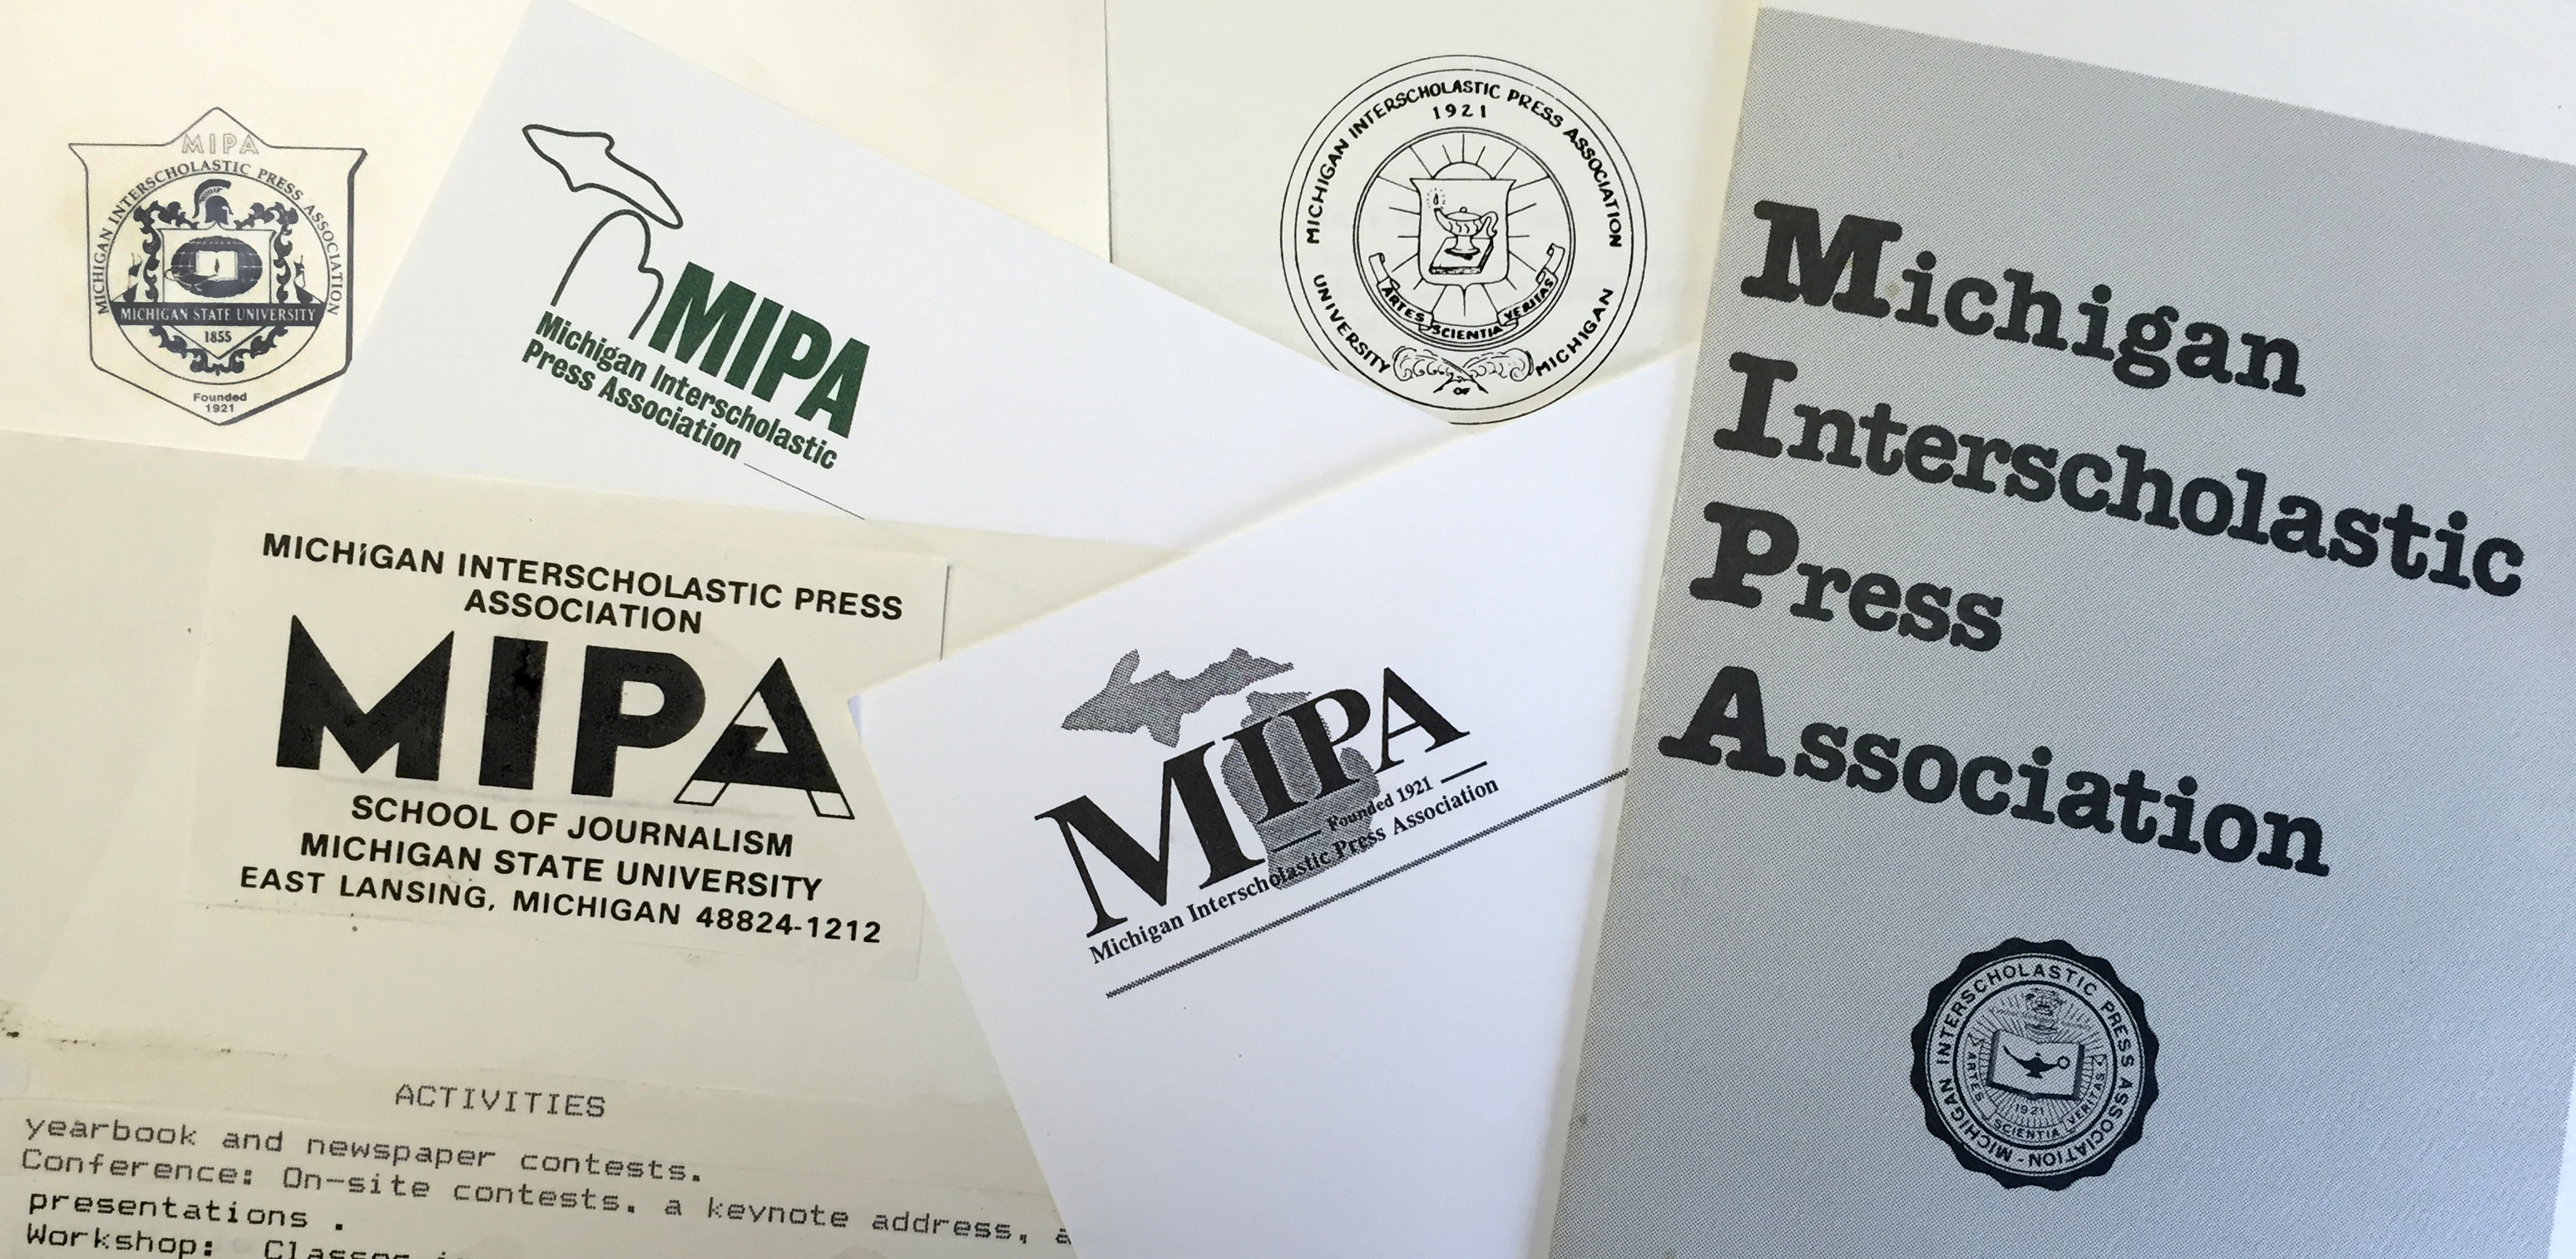 MIPA
MICHIGAN INTERSCHOLASTIC PRESS ASSOCIATION
MICHIGAN STATE UNIVERSITY
1855
Founded
1921
MIPA
Michigan Interscholastic
Press Association
MICHIGAN INTERSCHOLASTIC PRESS ASSOCIATION
1921
ARTES SCIENTIA VERITAS
UNIVERSITY OF MICHIGAN
MICHiGAN INTERSCHOLASTIC PRESS
ASSOCIATION
MIPA
SCHOOL OF JOURNALISM
MICHIGAN STATE UNIVERSITY
EAST LANSING, MICHIGAN 48824-1212
ACTIVITIES
yearbook and newspaper contests.
Conference: On-site contests, a keynote address, a
presentations .
Workshop: Classes
MIPA
Founded 1921
Michigan Interscholastic Press Association
Michigan
Interscholastic
Press
Association
MICHIGAN INTERSCHOLASTIC PRESS ASSOCIATION -
ARTES SCIENTIA VERITAS
1921